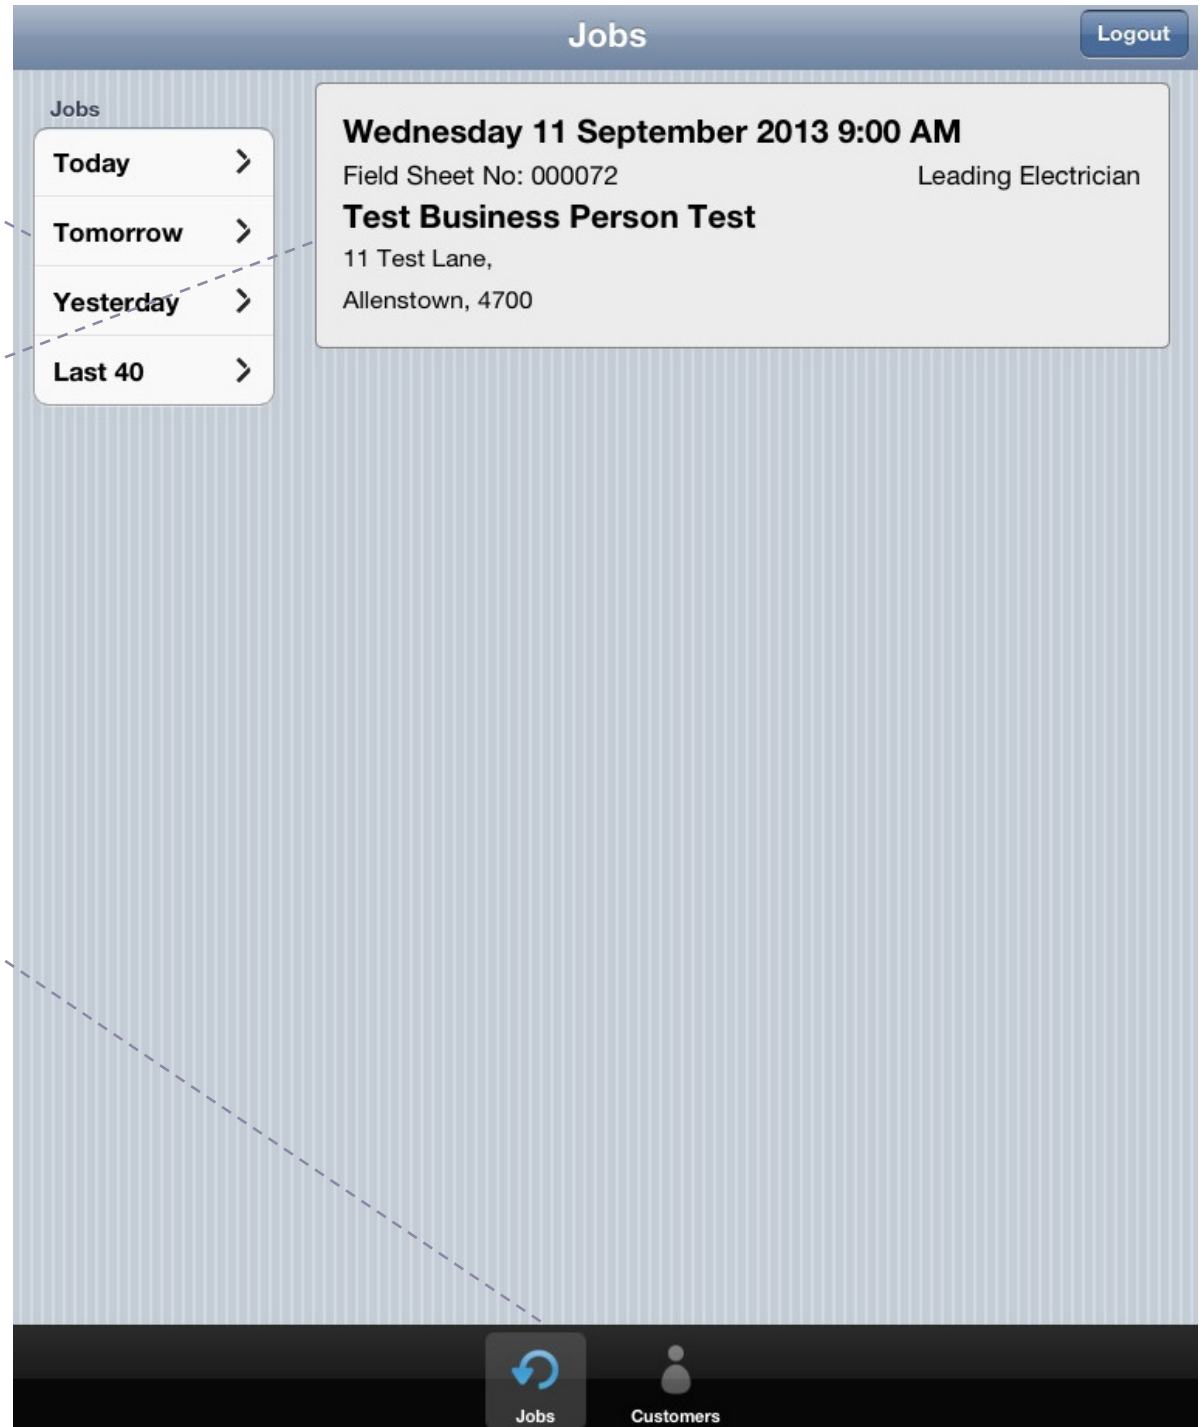 Jobs
Logout
Jobs
Today
Tomorrow
Yesterday
Last 40
Wednesday 11 September 2013 9:00 AM
Field Sheet No: 000072 Leading Electrician
Test Business Person Test
11 Test Lane,
Allenstown, 4700
Jobs
Customers